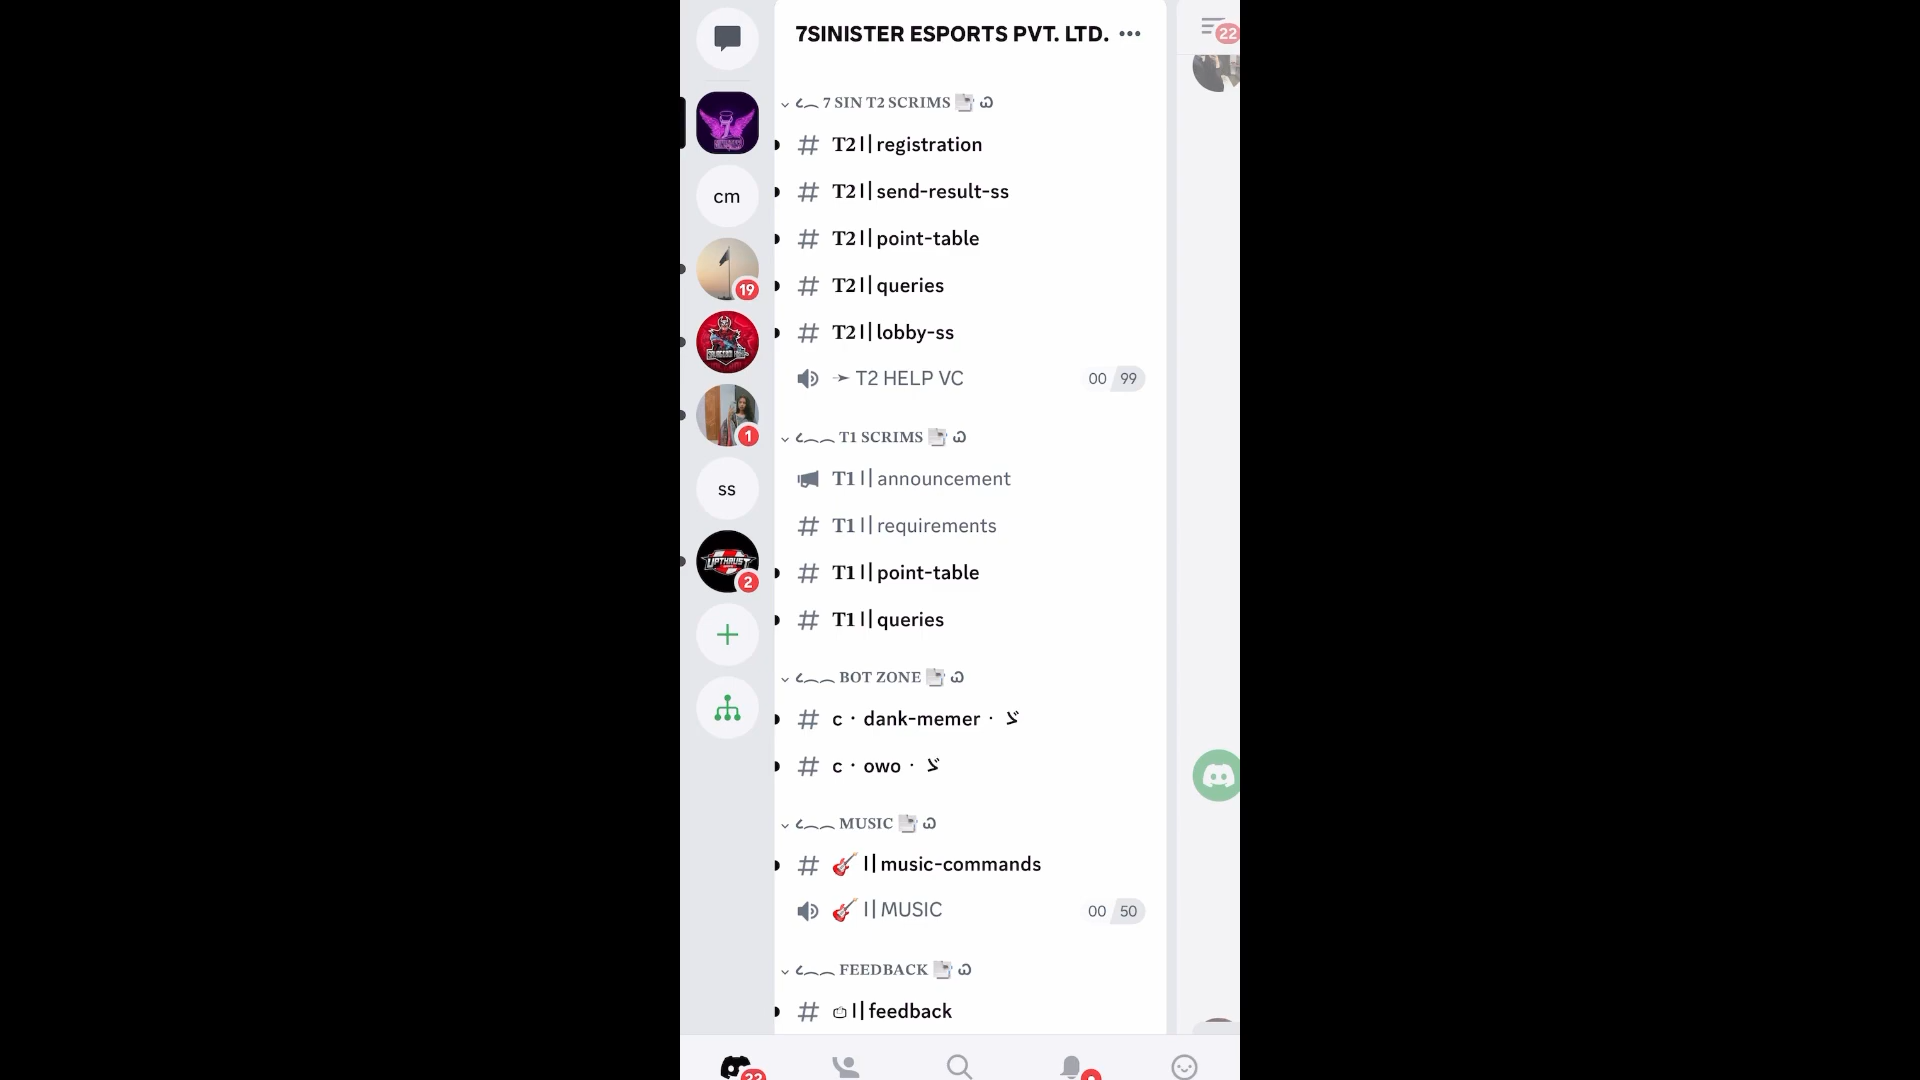 7SINISTER ESPORTS PVT. LTD.
22
7 SIN T2 SCRIMS
T2 registration
cm
T2 send-result-ss
T2 point-table
19
T2 queries
T2 lobby-ss
T2 HELP VC
00 99
1
T1 SCRIMS
T1 announcement
ss
T1 requirements
UPTHRUST
2
T1 point-table
T1 queries
BOT ZONE
c · dank-memer · ゞ
c · owo · ゞ
MUSIC
music-commands
MUSIC
00 50
FEEDBACK
feedback
22